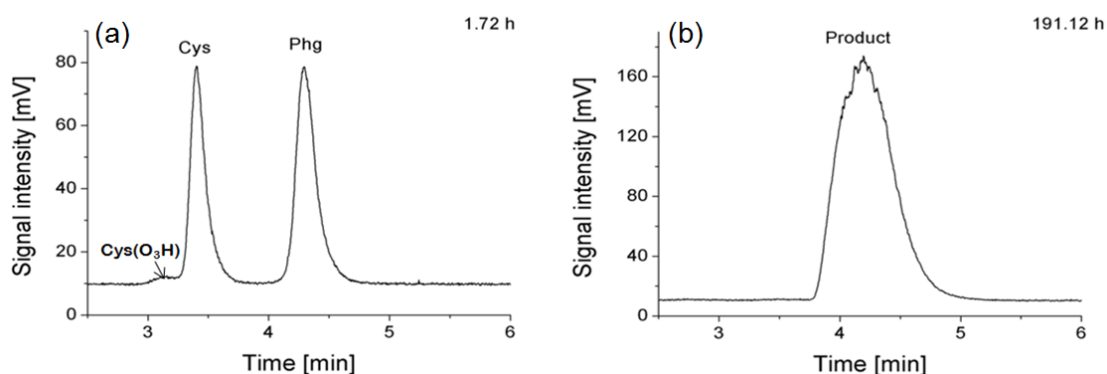 (a)
1.72 h
Cys
Phg
Cys(O₃H)
Signal intensity [mV]
80
60
40
20
0
3
4
5
6
Time [min]
(b)
191.12 h
Product
Signal intensity [mV]
160
120
80
40
0
3
4
5
6
Time [min]